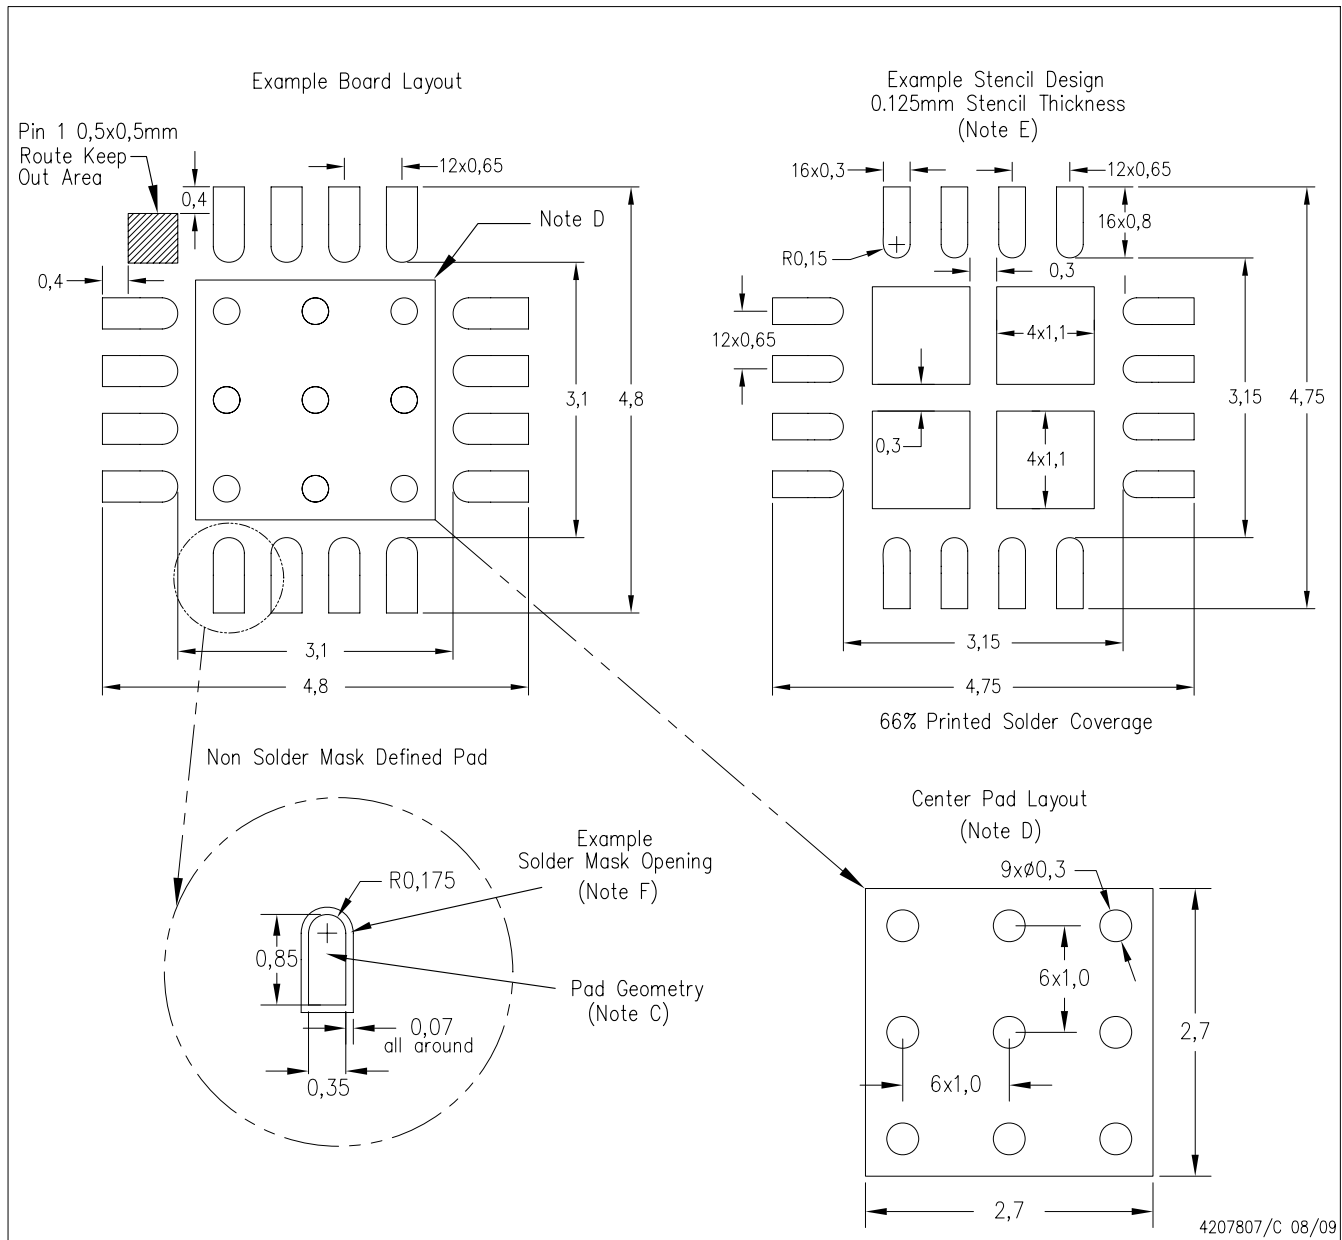 Example Board Layout
Pin 1 0,5x0,5mm
Route Keep
Out Area
0,4
12x0,65
Note D
0,4
3,1
4,8
3,1
4,8
Example Stencil Design
0.125mm Stencil Thickness
(Note E)
16x0,3
12x0,65
16x0,8
R0,15
0,3
12x0,65
4x1,1
3,15
4,75
0,3
4x1,1
3,15
4,75
66% Printed Solder Coverage
Non Solder Mask Defined Pad
Example
Solder Mask Opening
(Note F)
R0,175
0,85
Pad Geometry
(Note C)
0,07
all around
0,35
Center Pad Layout
(Note D)
9xø0,3
6x1,0
2,7
6x1,0
2,7
4207807/C 08/09